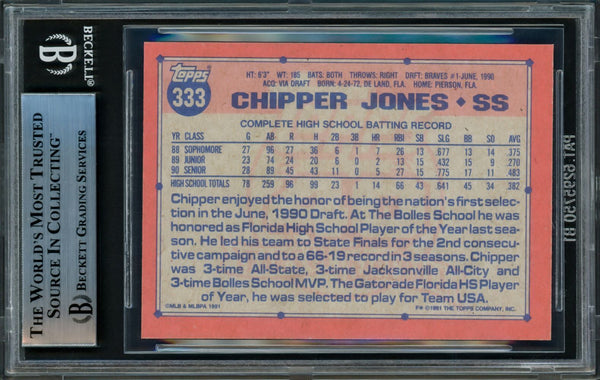 BECKETT
THE WORLD'S MOST TRUSTED
SOURCE IN COLLECTING™
BECKETT GRADING SERVICES
B
Topps
333
HT: 6'3" WT: 185 BATS: BOTH THROWS: RIGHT DRFT: BRAVES #1-JUNE, 1990
ACQ: VIA DRAFT BORN: 4-24-72, DE LAND, FLA. HOME: PIERSON, FLA.
CHIPPER JONES • SS
COMPLETE HIGH SCHOOL BATTING RECORD
YR CLASS G AB R H 2B 3B HR RBI SB SLG BB SO AVG
88 SOPHOMORE 27 96 27 36 6 1 7 26 13 .677 13 14 .375
89 JUNIOR 23 74 24 20 6 0 2 13 15 .432 15 9 .270
90 SENIOR 28 89 45 43 11 0 5 27 15 .775 17 11 .483
HIGH SCHOOL TOTALS 78 259 96 99 23 1 14 66 43 .641 45 34 .382
Chipper enjoyed the honor of being the nation's first selec-
tion in the June, 1990 Draft. At The Bolles School he was
honored as Florida High School Player of the Year last sea-
son. He led his team to State Finals for the 2nd consecutive
campaign and to a 66-19 record in 3 seasons. Chipper
was 3-time All-State, 3-time Jacksonville All-City and
3-time Bolles School MVP. The Gatorade Florida HS Player
of Year, he was selected to play for Team USA.
©MLB & MLBPA 1991
F* ©1991 THE TOPPS COMPANY, INC.